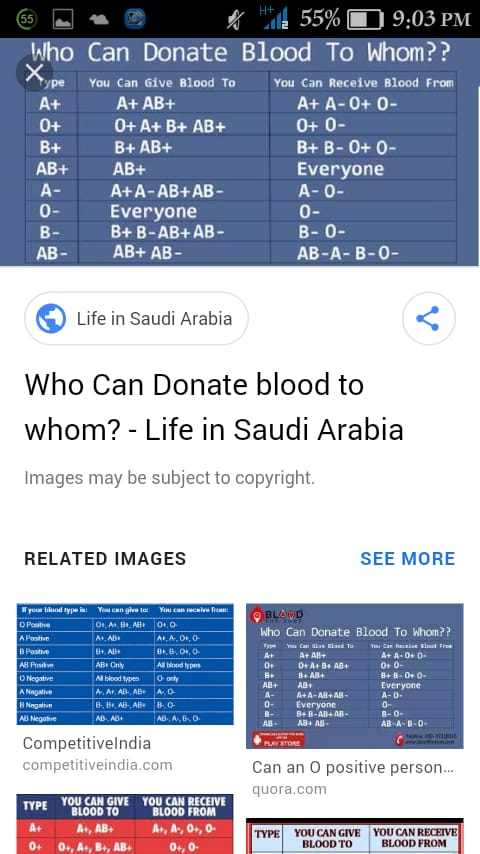 55 H+ 2 55% 9:03 PM
Who Can Donate Blood To Whom??
Type You Can Give Blood To You Can Receive Blood From
A+ A+ AB+ A+ A- O+ O-
O+ O+ A+ B+ AB+ O+ O-
B+ B+ AB+ B+ B- O+ O-
AB+ AB+ Everyone
A- A+ A- AB+ AB- A- O-
O- Everyone O-
B- B+ B- AB+ AB- B- O-
AB- AB+ AB- AB- A- B- O-
Life in Saudi Arabia
Who Can Donate blood to
whom? - Life in Saudi Arabia
Images may be subject to copyright.
RELATED IMAGES SEE MORE
If your blood type is: You can give to: You can receive from:
O Positive O+, A+, B+, AB+ O+, O-
A Positive A+, AB+ A+, A-, O+, O-
B Positive B+, AB+ B+, B-, O+, O-
AB Positive AB+ Only All blood types
O Negative All blood types O- only
A Negative A-, A+, AB-, AB+ A-, O-
B Negative B-, B+, AB-, AB+ B-, O-
AB Negative AB-, AB+ AB-, A-, B-, O-
CompetitiveIndia
competitiveindia.com
TYPE YOU CAN GIVE BLOOD TO YOU CAN RECEIVE BLOOD FROM
A+ A+, AB+ A+, A-, O+, O-
O+ O+, A+, B+, AB+ O+, O-
BLOOD
Who Can Donate Blood To Whom??
Type You Can Give Blood To You Can Receive Blood From
A+ A+ AB+ A+ A- O+ O-
O+ O+ A+ B+ AB+ O+ O-
B+ B+ AB+ B+ B- O+ O-
AB+ AB+ Everyone
A- A+ A- AB+ AB- A- O-
O- Everyone O-
B- B+ B- AB+ AB- B- O-
AB- AB+ AB- AB- A- B- O-
PLAY STORE
Can an O positive person...
quora.com
TYPE YOU CAN GIVE BLOOD TO YOU CAN RECEIVE BLOOD FROM